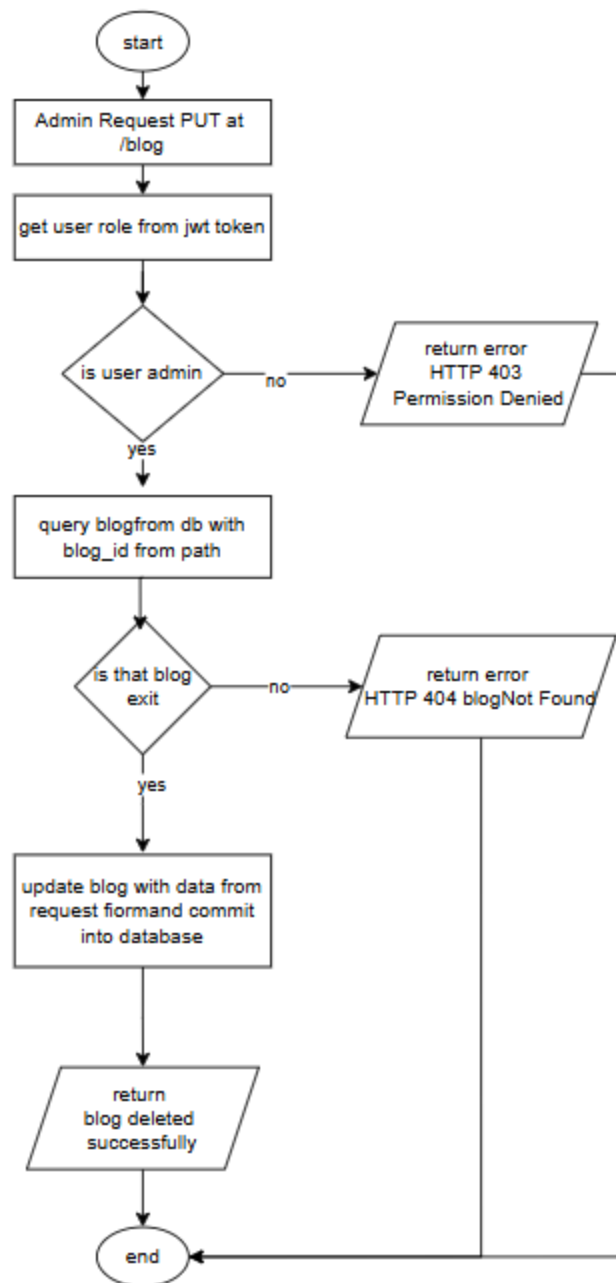 start
Admin Request PUT at
/blog
get user role from jwt token
is user admin
no
return error
HTTP 403
Permission Denied
yes
query blogfrom db with
blog_id from path
is that blog
exit
no
return error
HTTP 404 blogNot Found
yes
update blog with data from
request fiormand commit
into database
return
blog deleted
successfully
end